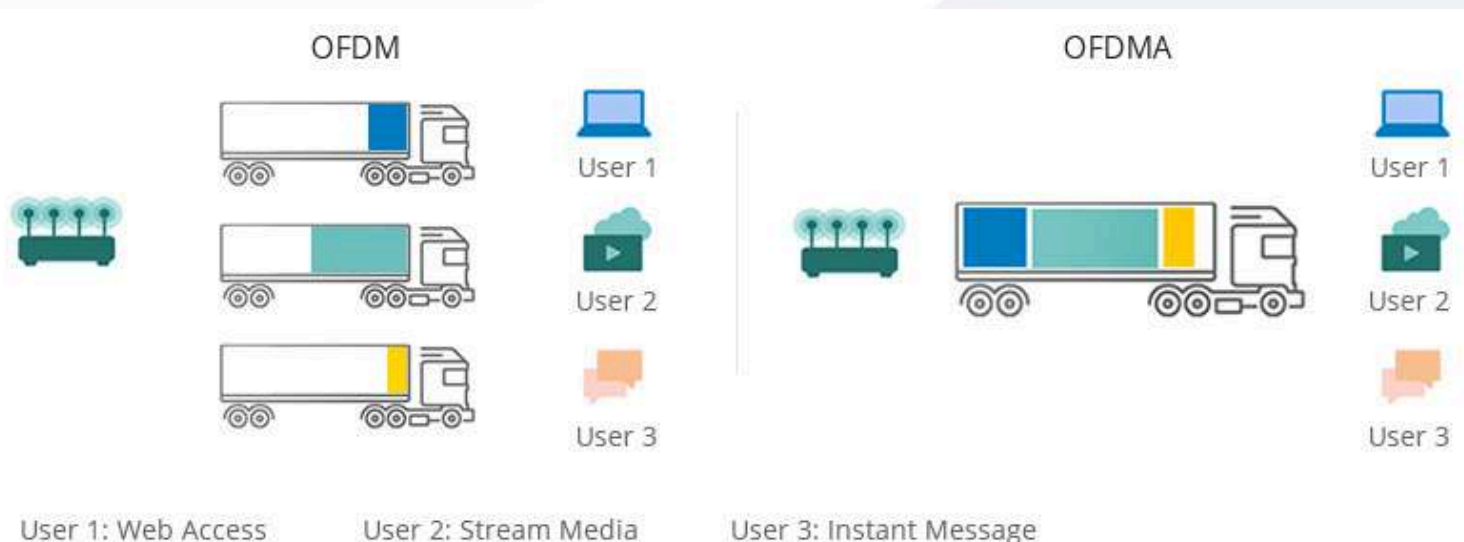 OFDM
User 1
User 2
User 3
OFDMA
User 1
User 2
User 3
User 1: Web Access
User 2: Stream Media
User 3: Instant Message